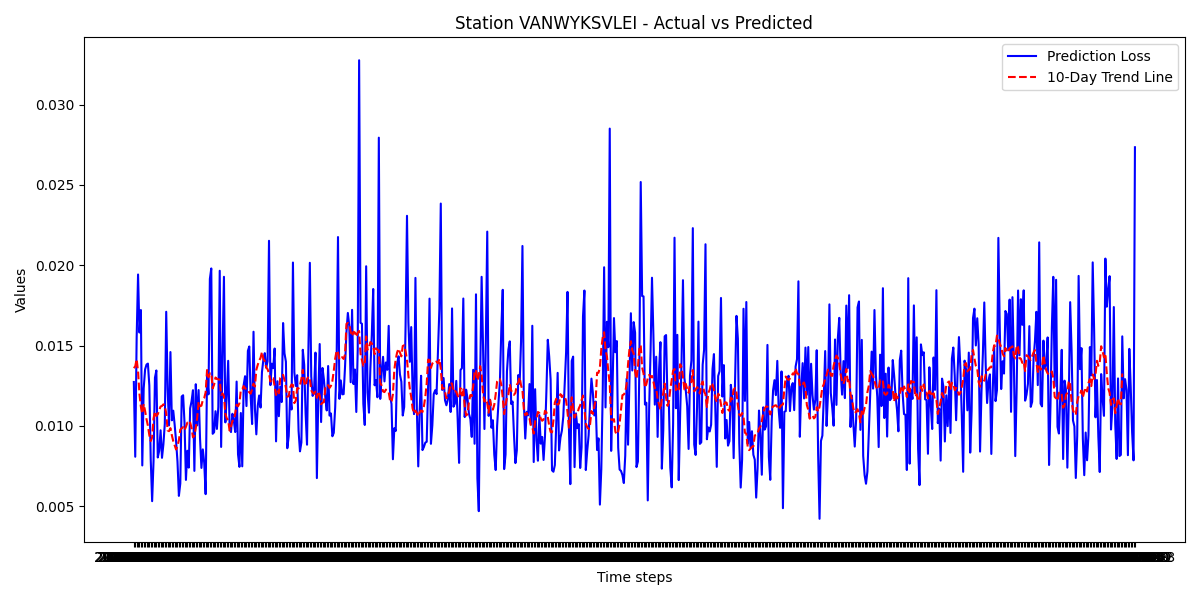 Station VANWYKSVLEI - Actual vs Predicted
Prediction Loss
10-Day Trend Line
0.030
0.025
0.020
0.015
0.010
0.005
Values
Time steps